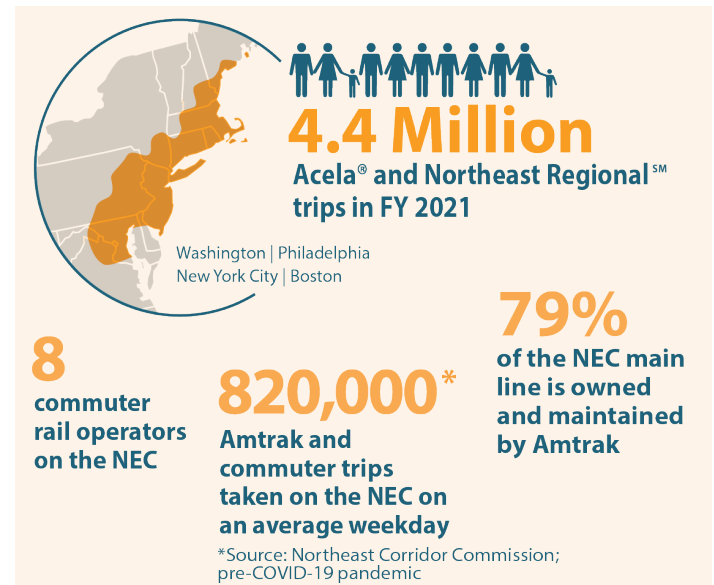 4.4 Million
Acela® and Northeast Regional℠
trips in FY 2021
Washington | Philadelphia
New York City | Boston
8
commuter
rail operators
on the NEC
820,000*
Amtrak and
commuter trips
taken on the NEC on
an average weekday
*Source: Northeast Corridor Commission;
pre-COVID-19 pandemic
79%
of the NEC main
line is owned
and maintained
by Amtrak